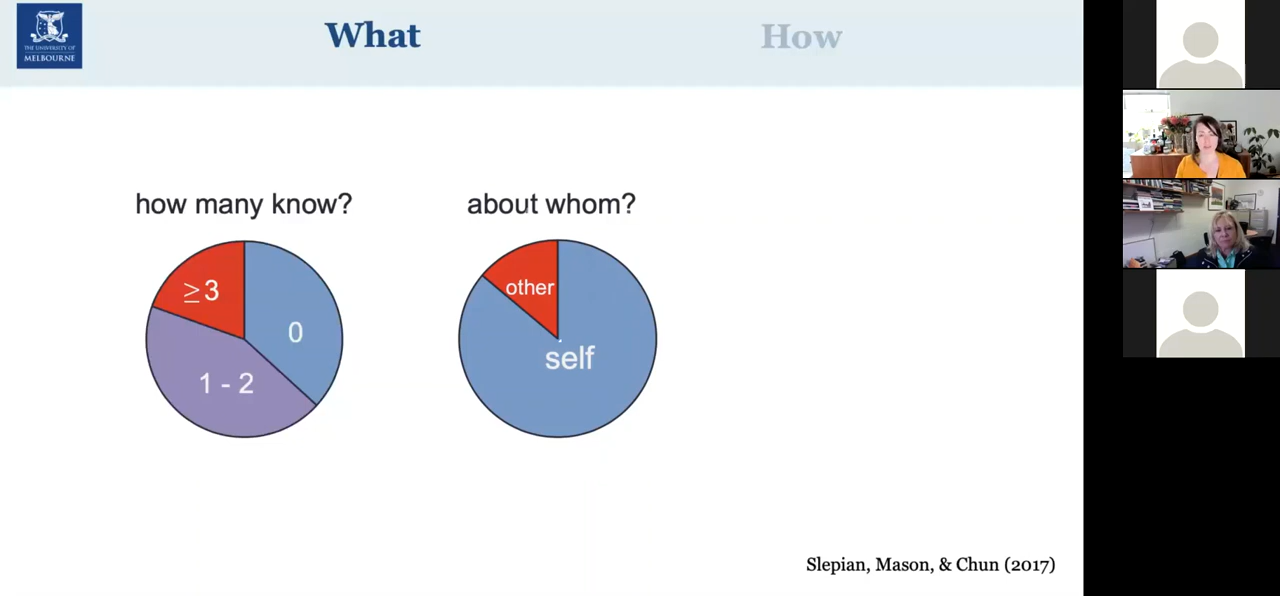 THE UNIVERSITY OF
MELBOURNE
What
How
how many know?
about whom?
≥3
0
1 - 2
other
self
Slepian, Mason, & Chun (2017)